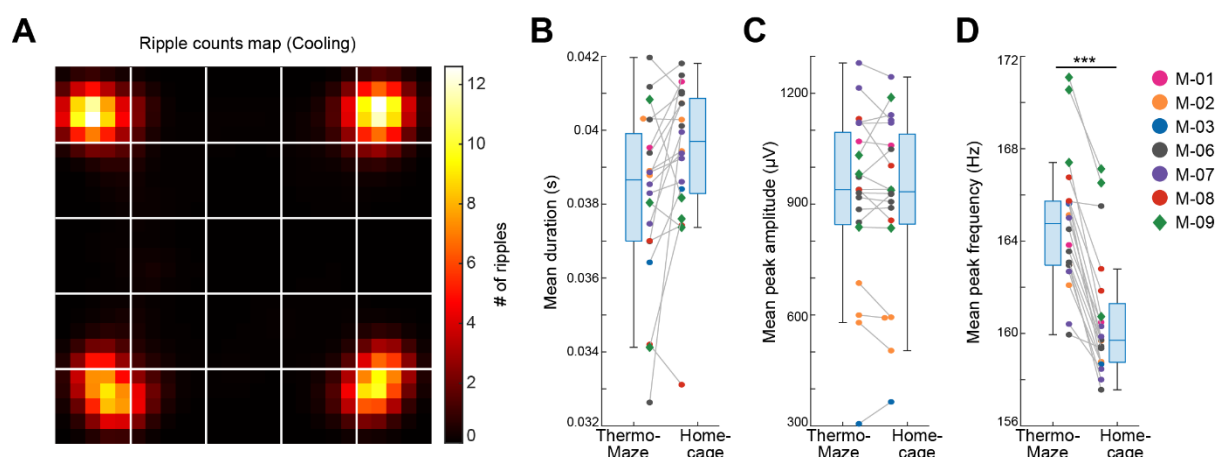 A
Ripple counts map (Cooling)
12
10
8
6
4
2
0
# of ripples
B
0.042
0.04
0.038
0.036
0.034
0.032
Mean duration (s)
Thermo-
Maze
Home-
cage
C
1200
900
600
300
Mean peak amplitude (µV)
Thermo-
Maze
Home-
cage
D
172
168
164
160
156
Mean peak frequency (Hz)
***
Thermo-
Maze
Home-
cage
M-01
M-02
M-03
M-06
M-07
M-08
M-09